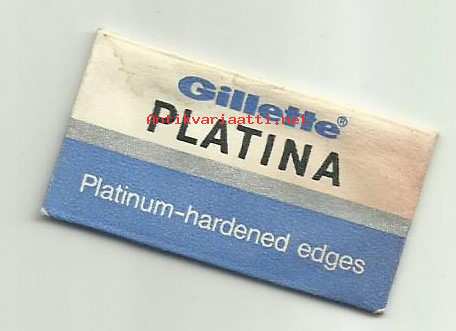 Gillette®
PLATINA
Platinum-hardened edges
antikvariaatti.net